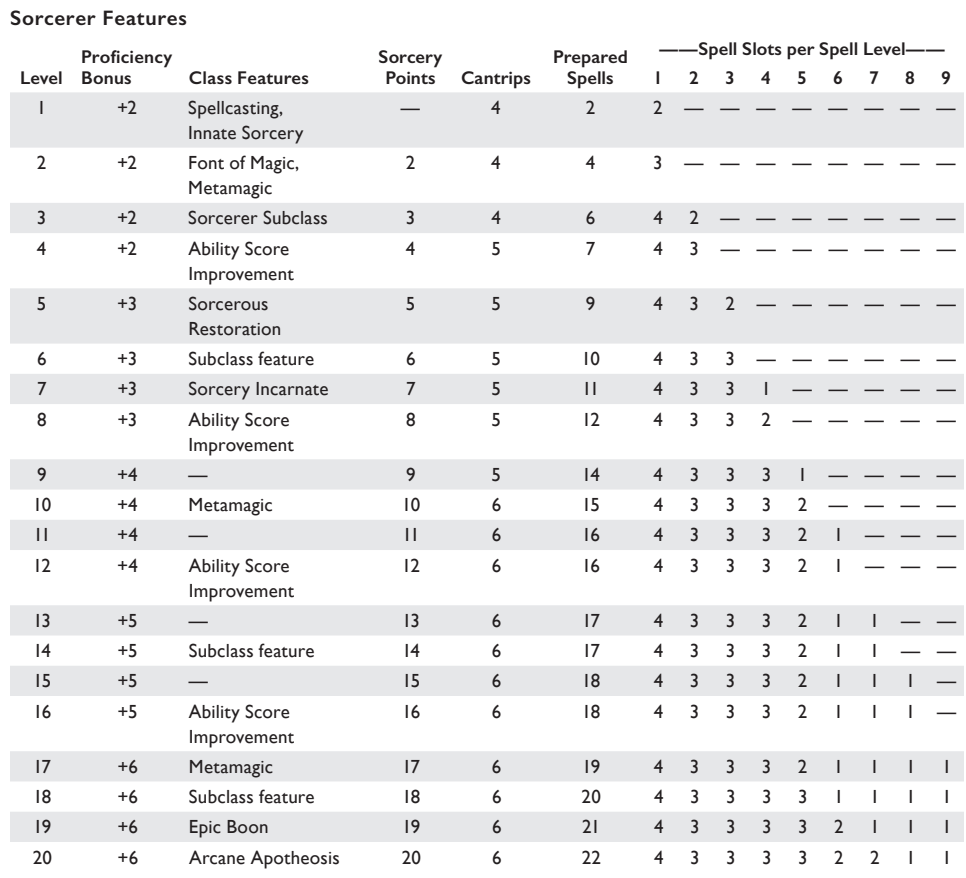 Sorcerer Features
——Spell Slots per Spell Level——
Proficiency Sorcery Prepared
Level Bonus Class Features Points Cantrips Spells 1 2 3 4 5 6 7 8 9
1 +2 Spellcasting, — 4 2 2 — — — — — — — —
Innate Sorcery
2 +2 Font of Magic, 2 4 4 3 — — — — — — — —
Metamagic
3 +2 Sorcerer Subclass 3 4 6 4 2 — — — — — — —
4 +2 Ability Score 4 5 7 4 3 — — — — — — —
Improvement
5 +3 Sorcerous 5 5 9 4 3 2 — — — — — —
Restoration
6 +3 Subclass feature 6 5 10 4 3 3 — — — — — —
7 +3 Sorcery Incarnate 7 5 11 4 3 3 1 — — — — —
8 +3 Ability Score 8 5 12 4 3 3 2 — — — — —
Improvement
9 +4 — 9 5 14 4 3 3 3 1 — — — —
10 +4 Metamagic 10 6 15 4 3 3 3 2 — — — —
11 +4 — 11 6 16 4 3 3 3 2 1 — — —
12 +4 Ability Score 12 6 16 4 3 3 3 2 1 — — —
Improvement
13 +5 — 13 6 17 4 3 3 3 2 1 1 — —
14 +5 Subclass feature 14 6 17 4 3 3 3 2 1 1 — —
15 +5 — 15 6 18 4 3 3 3 2 1 1 1 —
16 +5 Ability Score 16 6 18 4 3 3 3 2 1 1 1 —
Improvement
17 +6 Metamagic 17 6 19 4 3 3 3 2 1 1 1 1
18 +6 Subclass feature 18 6 20 4 3 3 3 3 1 1 1 1
19 +6 Epic Boon 19 6 21 4 3 3 3 3 2 1 1 1
20 +6 Arcane Apotheosis 20 6 22 4 3 3 3 3 2 2 1 1